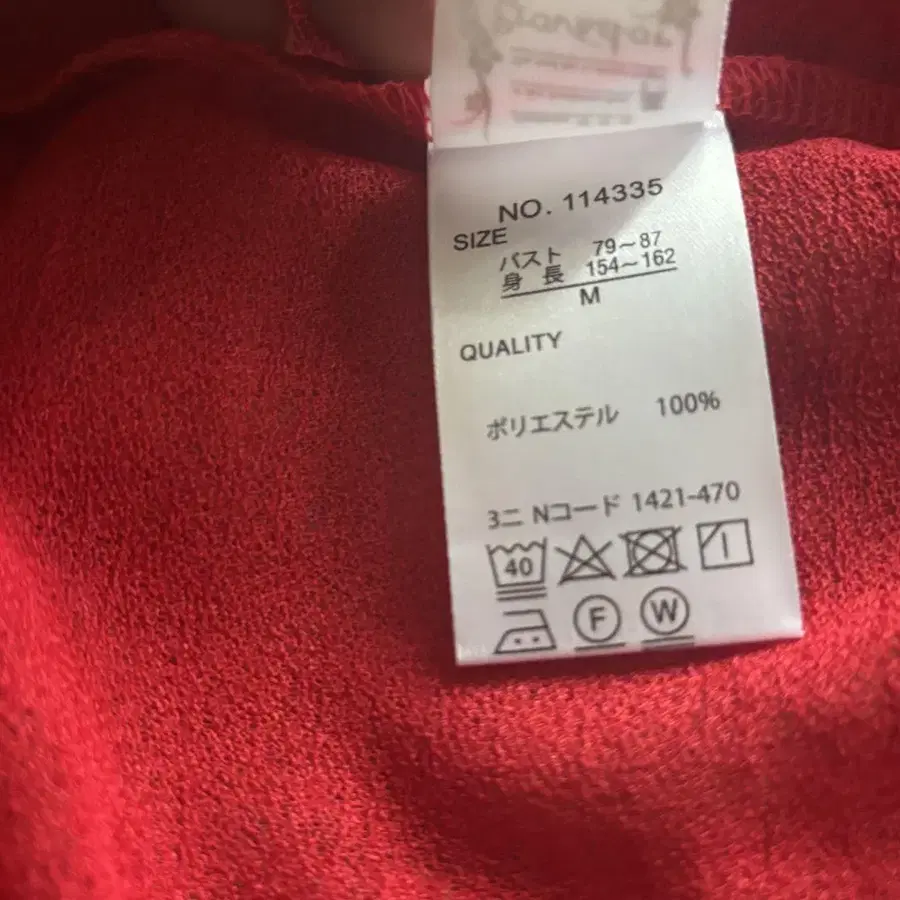 NO. 114335
SIZE
バスト 79~87
身長 154~162
M
QUALITY
ポリエステル 100%
3ニ Nコード 1421-470
40
F W